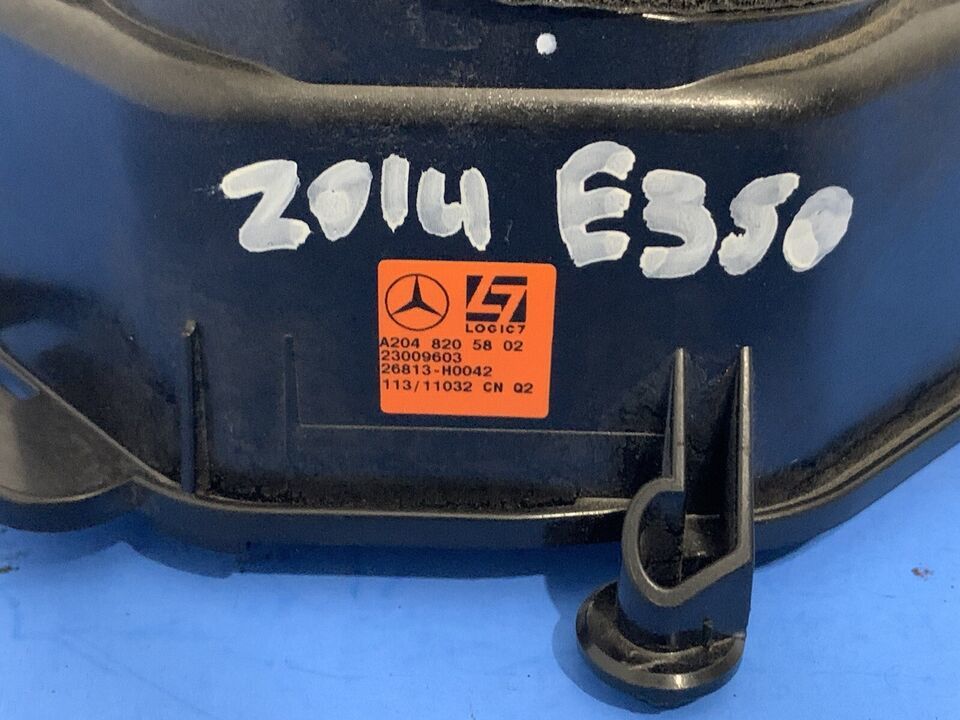 2014 E350
LOGIC7
A204 820 58 02
23009603
26813-H0042
113/11032 CN Q2